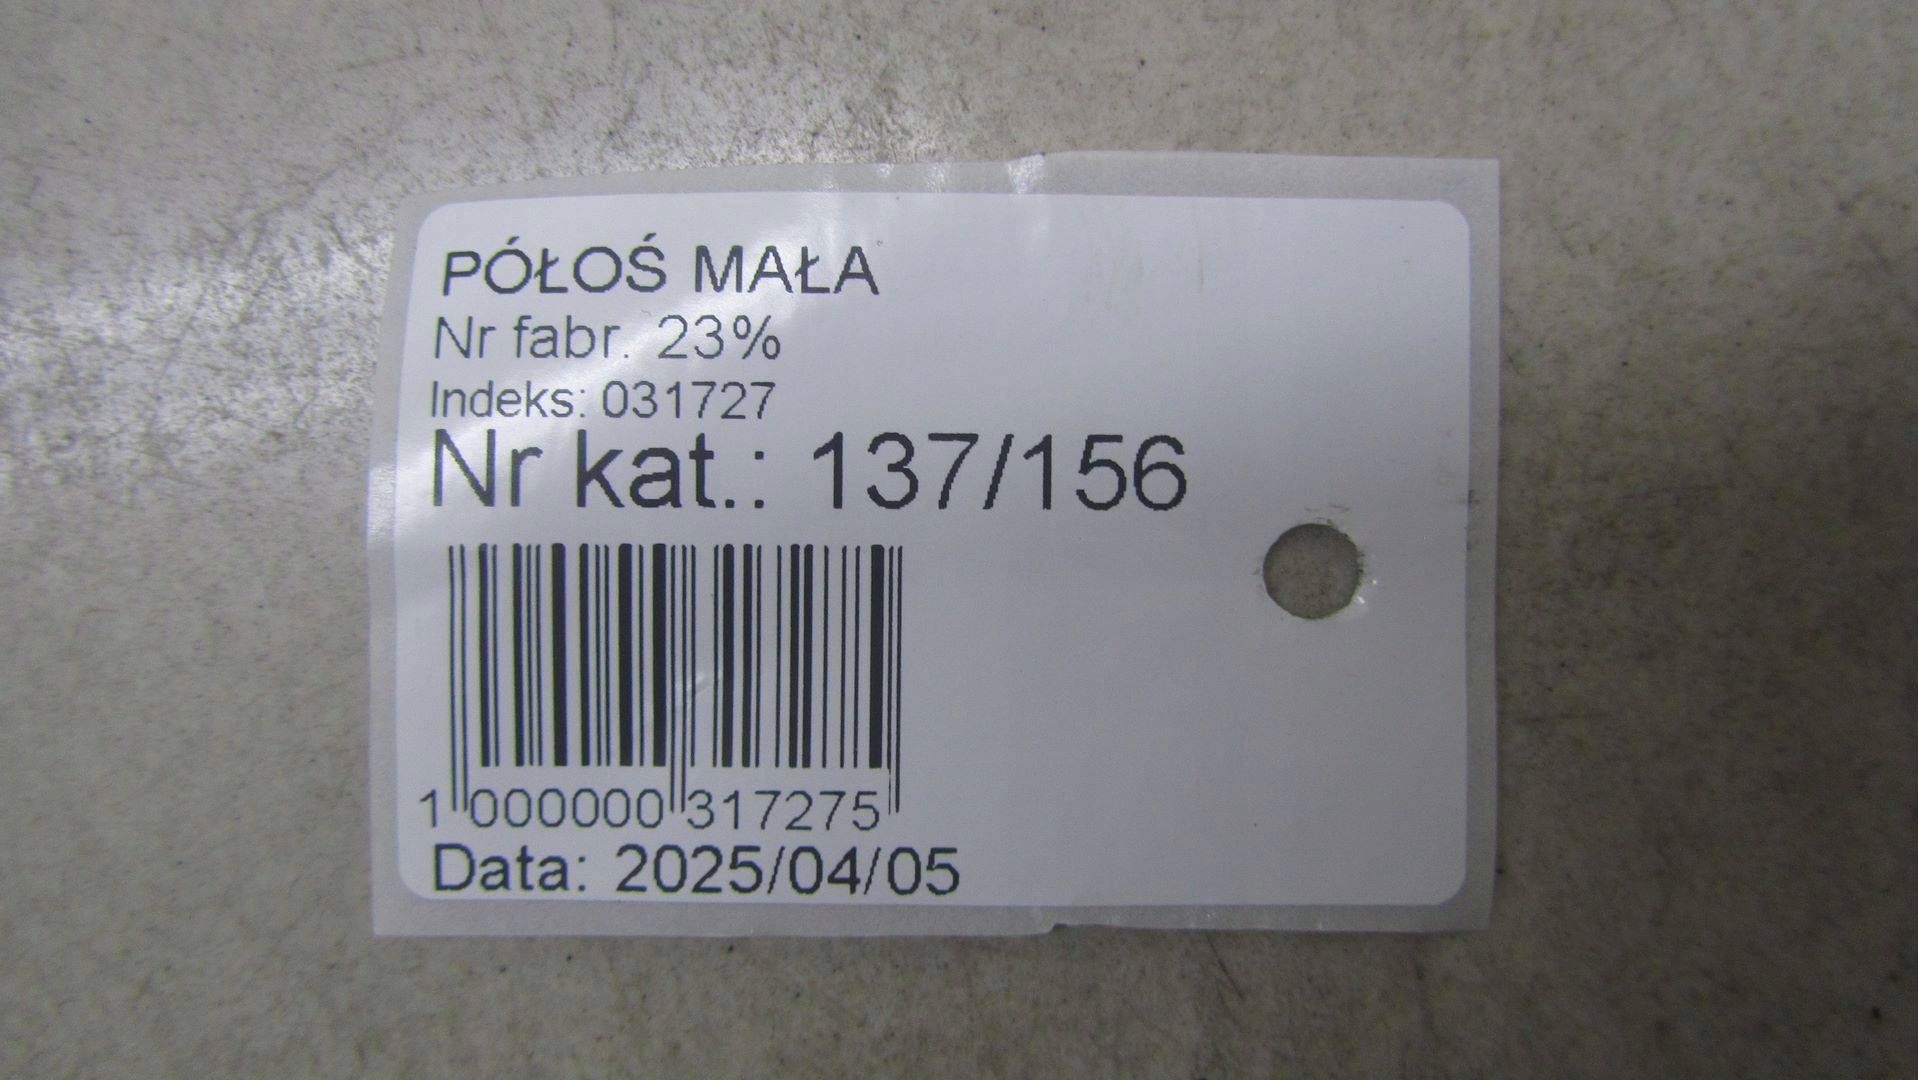 PÓŁOŚ MAŁA
Nr fabr. 23%
Indeks: 031727
Nr kat.: 137/156
1 000000 317275
Data: 2025/04/05